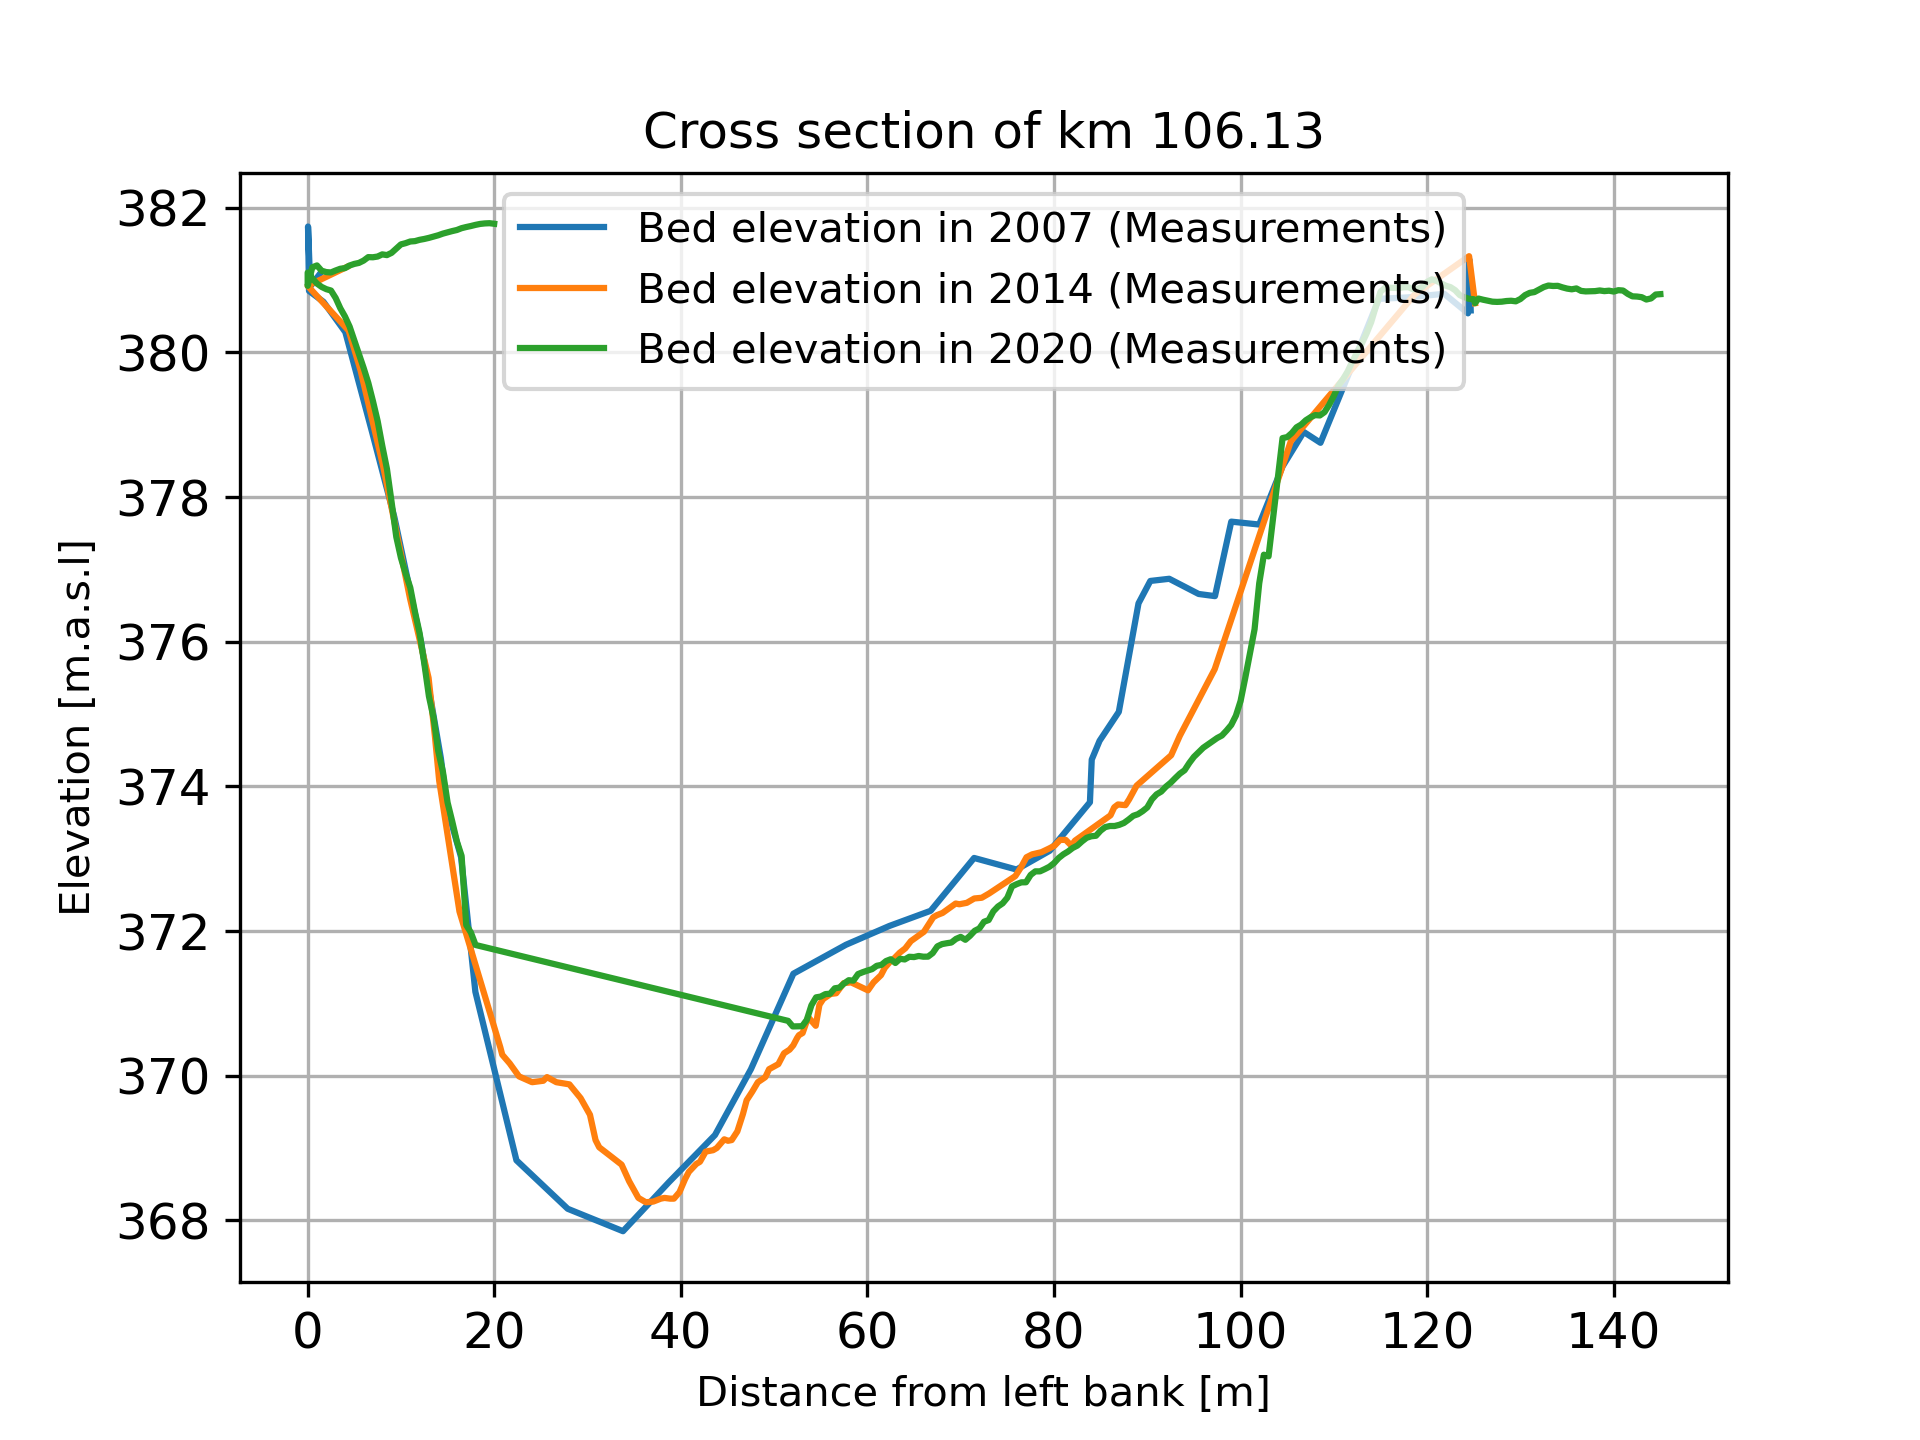 Cross section of km 106.13
Bed elevation in 2007 (Measurements)
Bed elevation in 2014 (Measurements)
Bed elevation in 2020 (Measurements)
Elevation [m.a.s.l]
382
380
378
376
374
372
370
368
0 20 40 60 80 100 120 140
Distance from left bank [m]